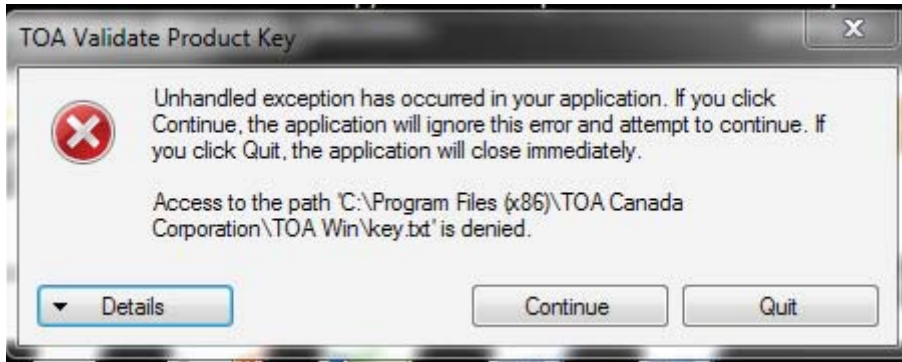 TOA Validate Product Key
Unhandled exception has occurred in your application. If you click
Continue, the application will ignore this error and attempt to continue. If
you click Quit, the application will close immediately.
Access to the path 'C:\Program Files (x86)\TOA Canada
Corporation\TOA Win\key.txt' is denied.
Details
Continue
Quit